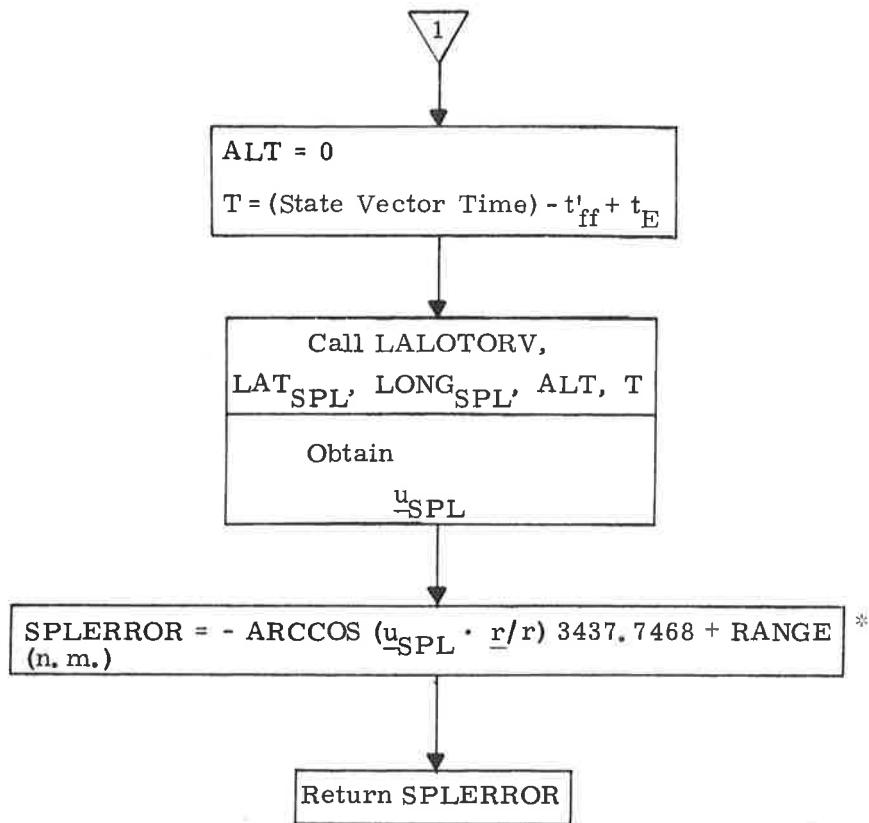 1
ALT = 0
T = (State Vector Time) - t'ff + tE
Call LALOTORV,
LATSPL, LONGSPL, ALT, T
Obtain
uSPL
SPLERROR = - ARCCOS (uSPL · r/r) 3437.7468 + RANGE *
(n. m.)
Return SPLERROR